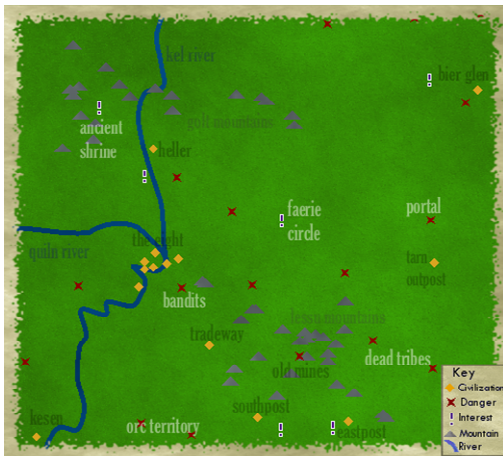 kel river
bier glen
golt mountains
ancient
shrine
heller
faerie
circle
portal
the eight
quin river
tarn
outpost
bandits
lessa mountains
tradeway
old mines
dead tribes
southpost
kesen
orc territory
eastpost
Key
Civilization
Danger
Interest
Mountain
River